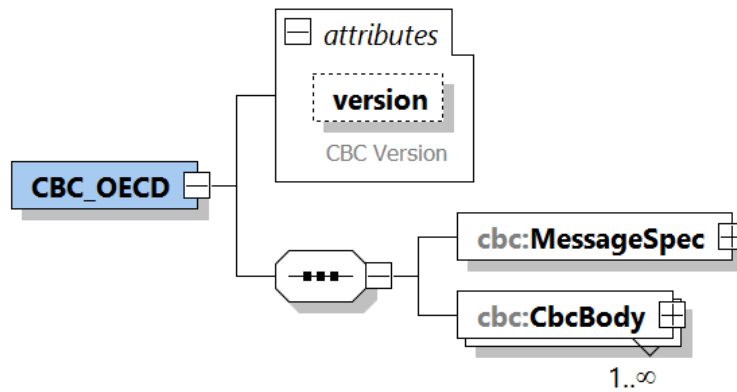 attributes
version
CBC Version
CBC_OECD
cbc:MessageSpec
cbc:CbcBody
1..∞